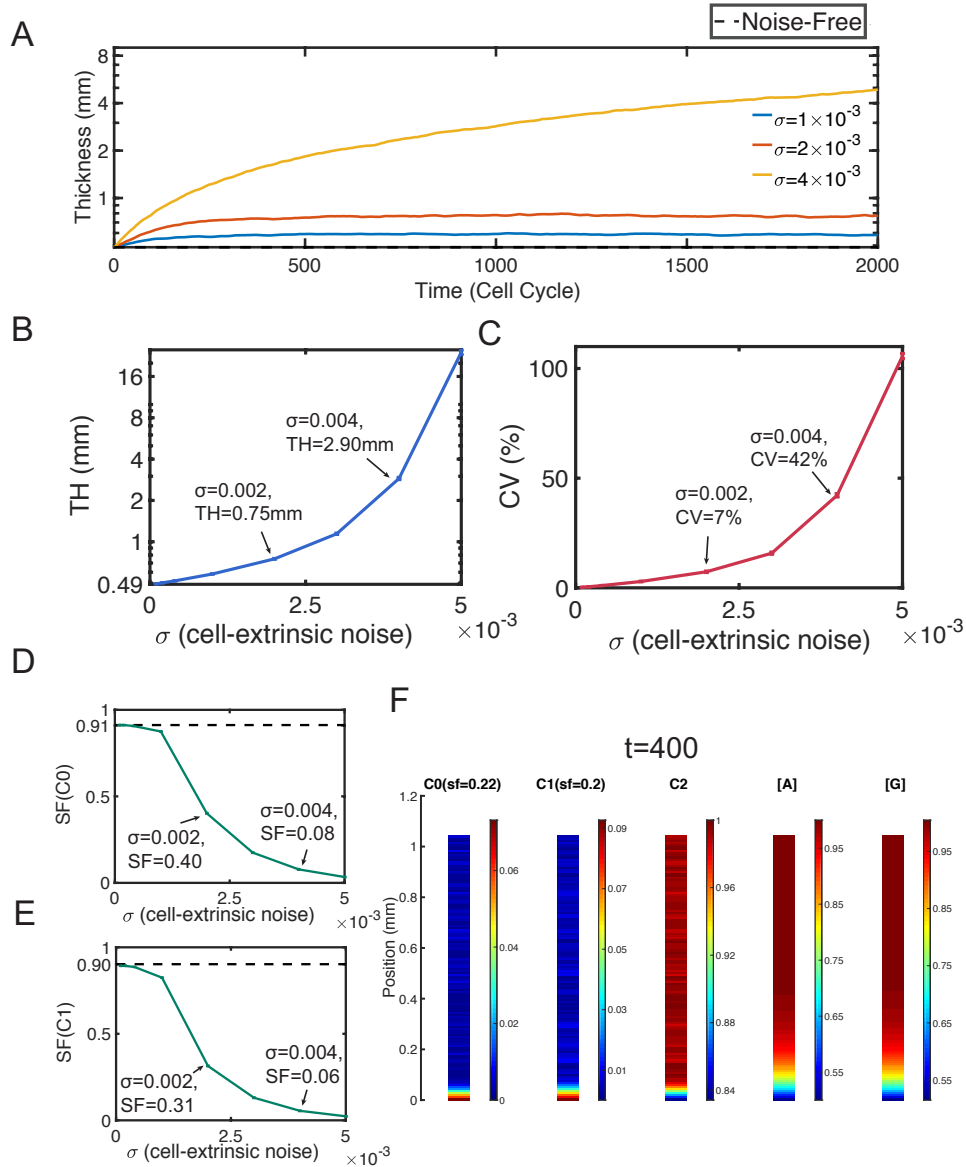 Noise-Free
A
Thickness (mm)
8
4
2
1
σ=1×10⁻³
σ=2×10⁻³
σ=4×10⁻³
0
500
1000
1500
2000
Time (Cell Cycle)
B
TH (mm)
16
8
4
2
1
0.49
σ=0.004,
TH=2.90mm
σ=0.002,
TH=0.75mm
0
2.5
5
σ (cell-extrinsic noise)
×10⁻³
C
CV (%)
100
50
0
σ=0.004,
CV=42%
σ=0.002,
CV=7%
0
2.5
5
σ (cell-extrinsic noise)
×10⁻³
D
SF(C0)
1
0.91
0.5
0
σ=0.002,
SF=0.40
σ=0.004,
SF=0.08
0
2.5
5
σ (cell-extrinsic noise)
×10⁻³
E
SF(C1)
1
0.90
0.5
0
σ=0.002,
SF=0.31
σ=0.004,
SF=0.06
0
2.5
5
σ (cell-extrinsic noise)
×10⁻³
F
t=400
C0(sf=0.22)
C1(sf=0.2)
C2
[A]
[G]
Position (mm)
1.2
1
0.8
0.6
0.4
0.2
0
0.06
0.04
0.02
0
0.09
0.07
0.05
0.03
0.01
1
0.96
0.92
0.88
0.84
0.95
0.85
0.75
0.65
0.55
0.95
0.85
0.75
0.65
0.55